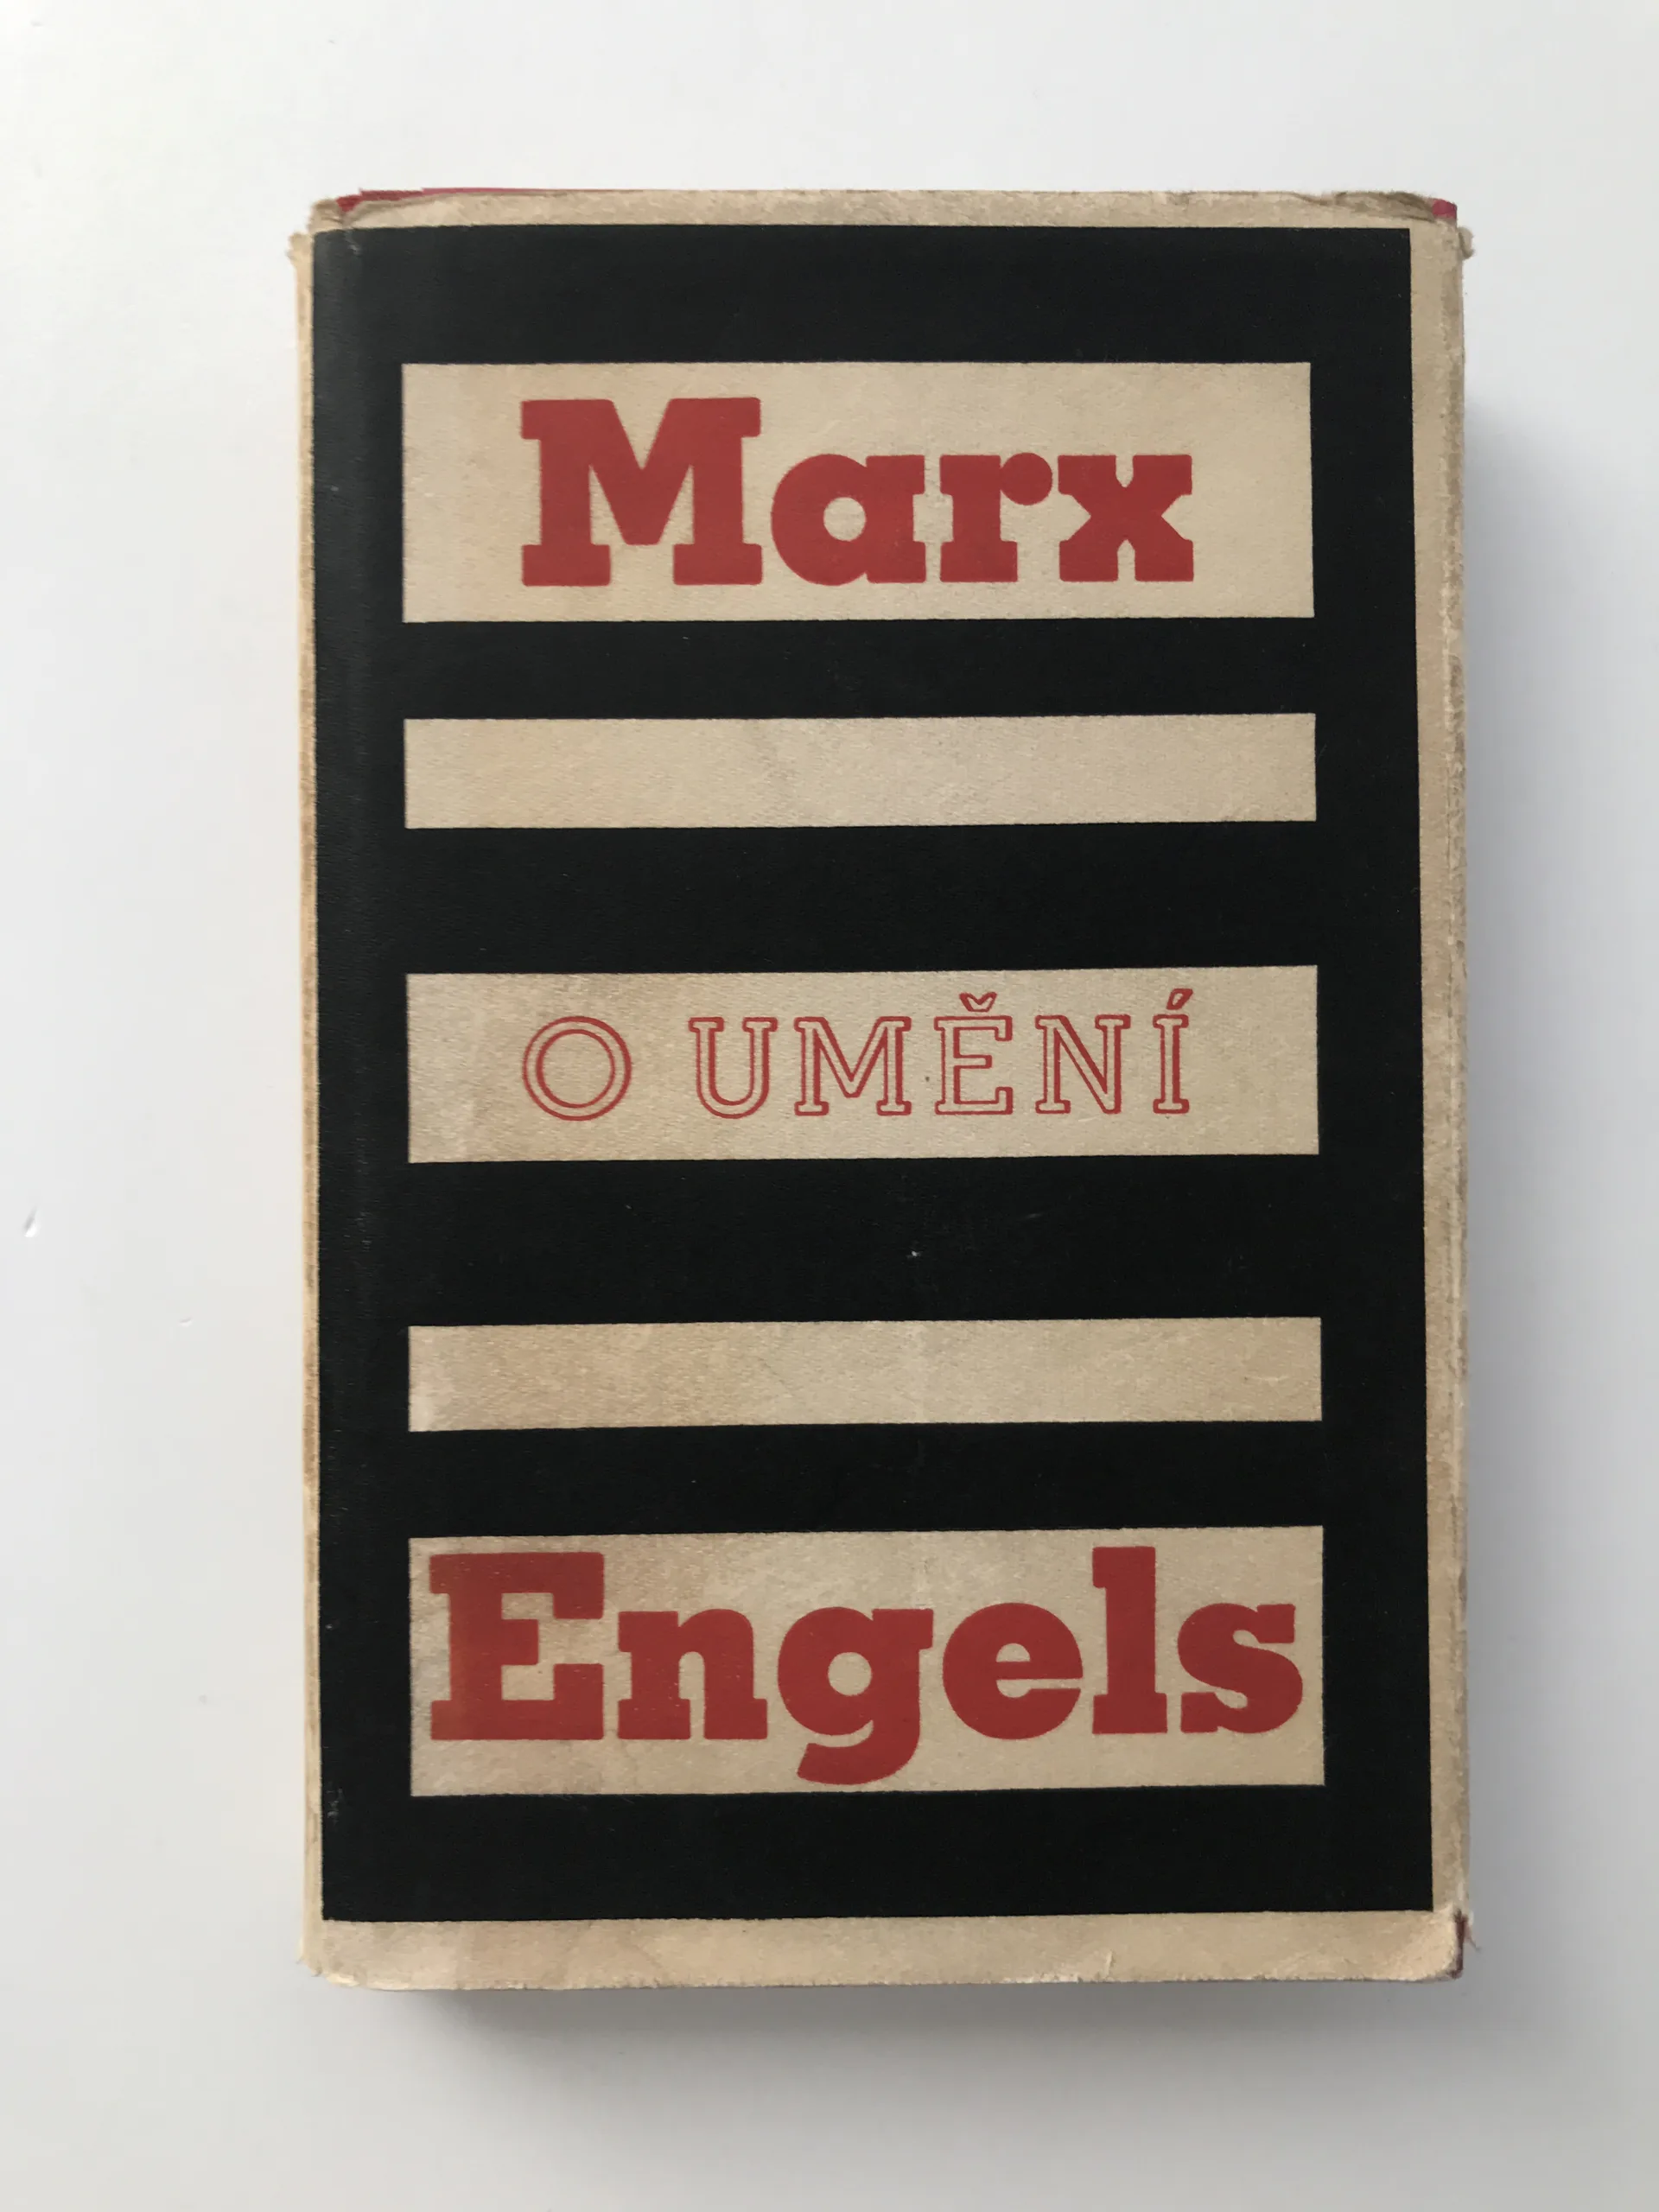 Marx
O UMĚNÍ
Engels